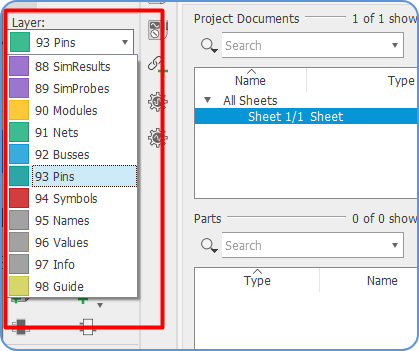 Layer:
93 Pins
88 SimResults
89 SimProbes
90 Modules
91 Nets
92 Busses
93 Pins
94 Symbols
95 Names
96 Values
97 Info
98 Guide
Project Documents 1 of 1 show
Search
Name Type
All Sheets
Sheet 1/1 Sheet
Parts 0 of 0 show
Search
Type Name